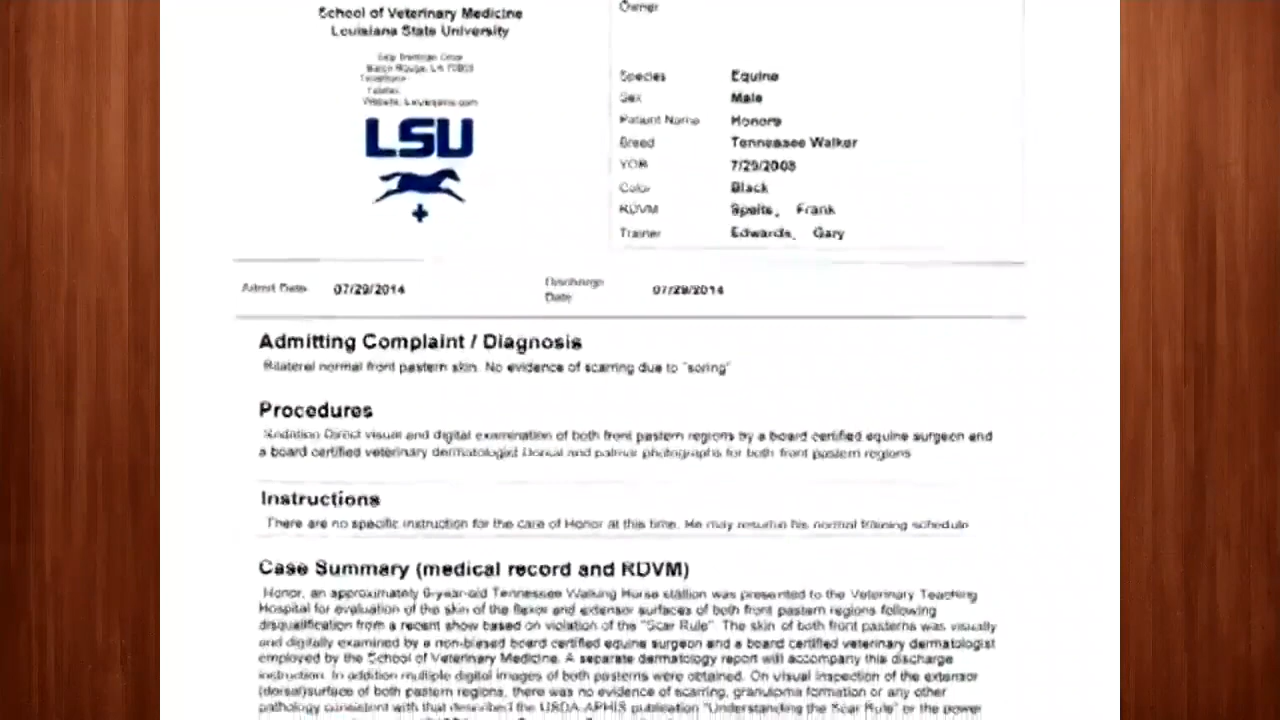 School of Veterinary Medicine
Louisiana State University
Baton Rouge, LA
LSU
Owner
Species Equine
Sex Male
Patient Name Honors
Breed Tennessee Walker
YOB 7/29/2008
Color Black
RDVM Spelts, Frank
Trainer Edwards, Gary
Admit Date 07/29/2014
Discharge Date 07/29/2014
Admitting Complaint / Diagnosis
Bilateral normal front pastern skin. No evidence of scarring due to "soring"
Procedures
Sedation Direct visual and digital examination of both front pastern regions by a board certified equine surgeon and
a board certified veterinary dermatologist Dorsal and palmar photographs for both front pastern regions
Instructions
There are no specific instruction for the care of Honor at this time. He may resume his normal training schedule
Case Summary (medical record and RDVM)
Honor, an approximately 6-year-old Tennessee Walking Horse stallion was presented to the Veterinary Teaching
Hospital for evaluation of the skin of the flexor and extensor surfaces of both front pastern regions following
disqualification from a recent show based on violation of the "Scar Rule". The skin of both front pasterns was visually
and digitally examined by a non-biased board certified equine surgeon and a board certified veterinary dermatologist
employed by the School of Veterinary Medicine. A separate dermatology report will accompany this discharge
instruction. In addition multiple digital images of both pasterns were obtained. On visual inspection of the extensor
(dorsal)surface of both pastern regions, there was no evidence of scarring, granuloma formation or any other
pathology consistent with that described the USDA APHIS publication "Understanding the Scar Rule" or the power